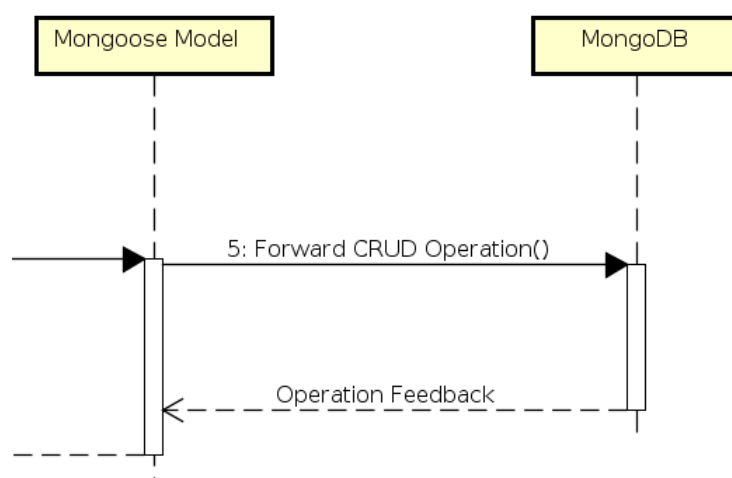 Mongoose Model
MongoDB
5: Forward CRUD Operation()
Operation Feedback